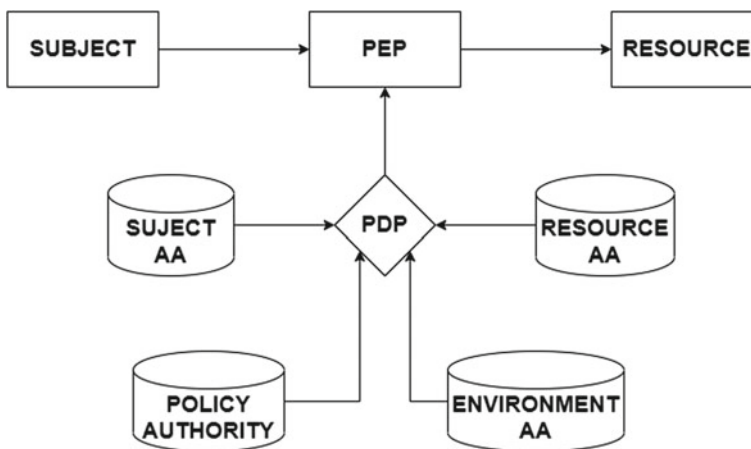 SUBJECT
PEP
RESOURCE
SUJECT
AA
PDP
RESOURCE
AA
POLICY
AUTHORITY
ENVIRONMENT
AA